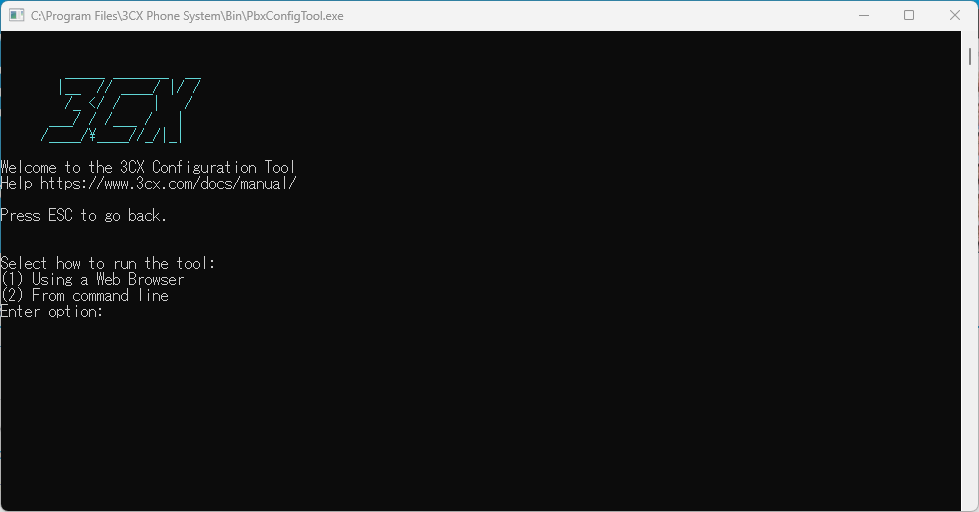 C:\Program Files\3CX Phone System\Bin\PbxConfigTool.exe
3CX
Welcome to the 3CX Configuration Tool
Help https://www.3cx.com/docs/manual/
Press ESC to go back.
Select how to run the tool:
(1) Using a Web Browser
(2) From command line
Enter option: